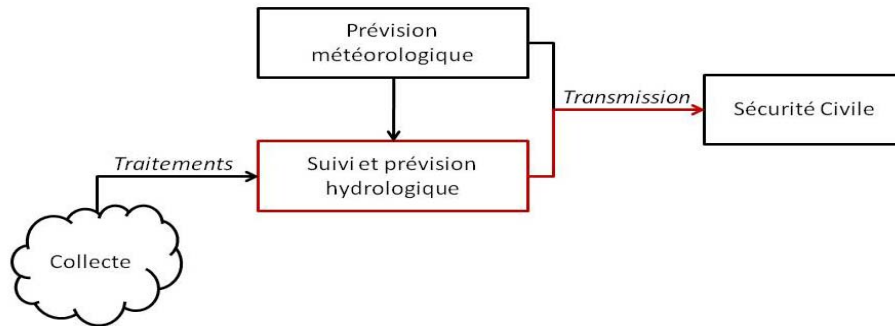 Prévision
météorologique
Transmission
Sécurité Civile
Traitements
Suivi et prévision
hydrologique
Collecte